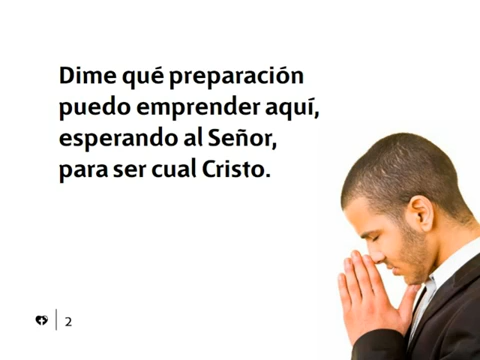 Dime qué preparación
puedo emprender aquí,
esperando al Señor,
para ser cual Cristo.
2